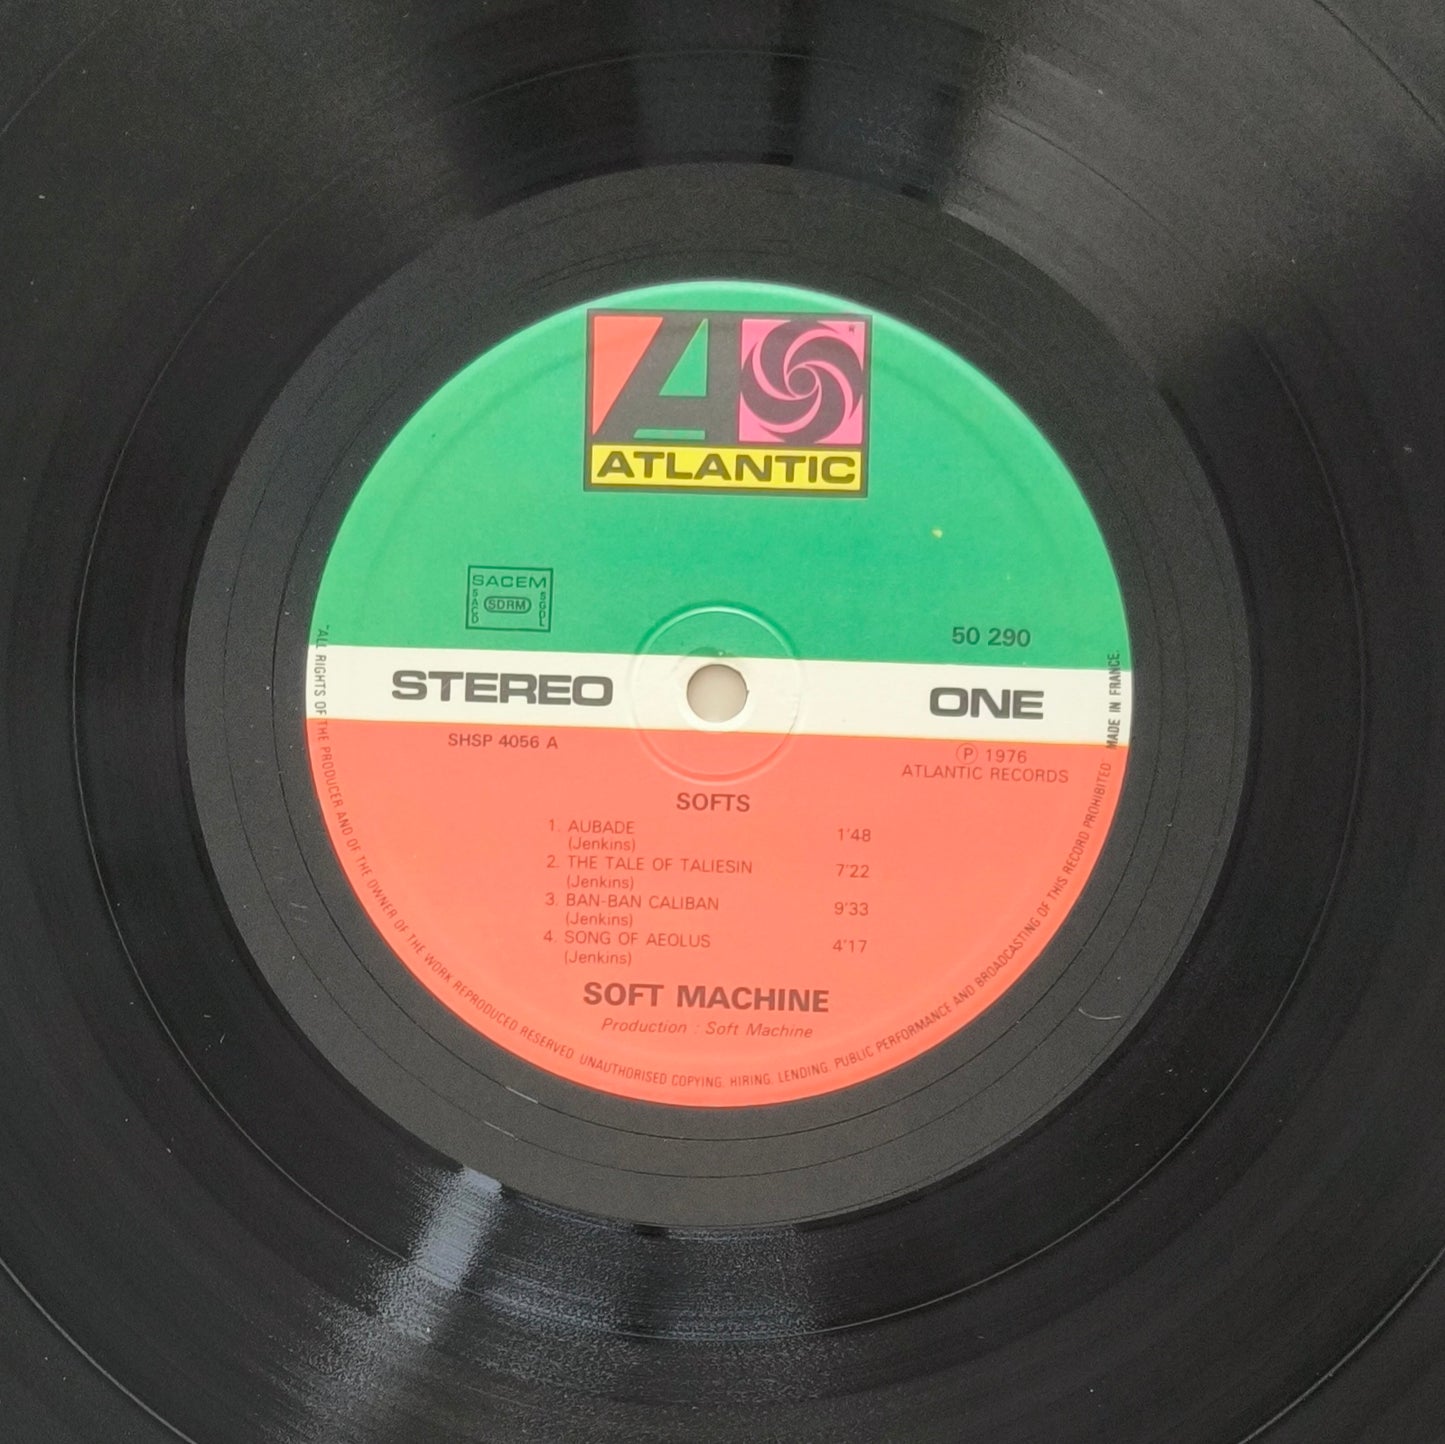 ATLANTIC
SACEM
SACD
SDRM
SGDL
50 290
STEREO
ONE
SHSP 4056 A
Ⓟ 1976
ATLANTIC RECORDS
SOFTS
1. AUBADE 1'48
(Jenkins)
2. THE TALE OF TALIESIN 7'22
(Jenkins)
3. BAN-BAN CALIBAN 9'33
(Jenkins)
4. SONG OF AEOLUS 4'17
(Jenkins)
SOFT MACHINE
Production : Soft Machine
"ALL RIGHTS OF THE PRODUCER AND OF THE OWNER OF THE WORK REPRODUCED RESERVED. UNAUTHORISED COPYING. HIRING. LENDING. PUBLIC PERFORMANCE AND BROADCASTING OF THIS RECORD PROHIBITED" MADE IN FRANCE.